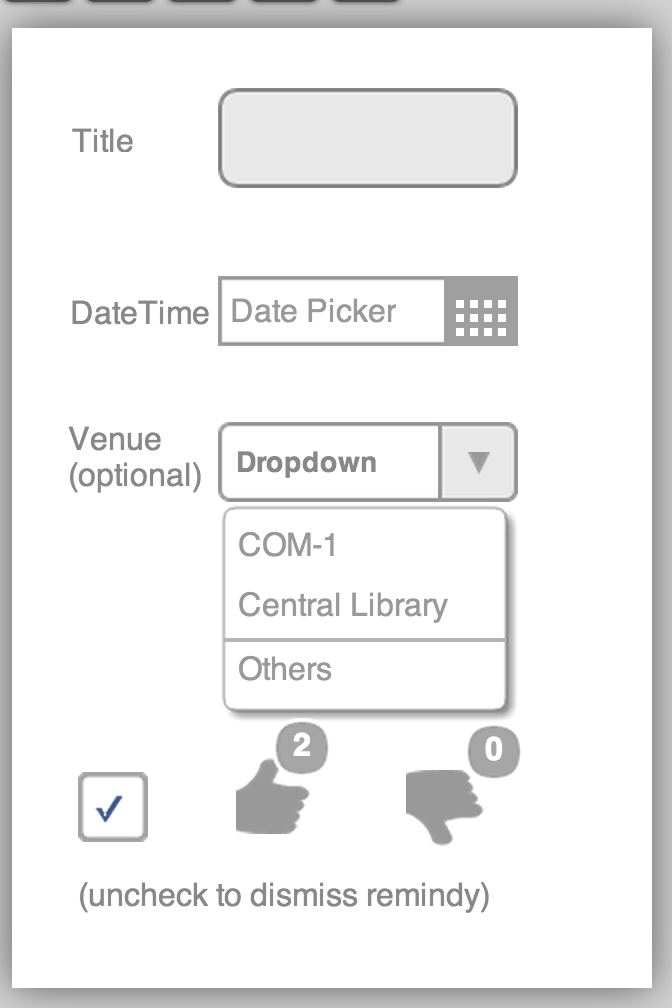 Title
DateTime
Date Picker
Venue
(optional)
Dropdown
COM-1
Central Library
Others
2
0
(uncheck to dismiss remindy)